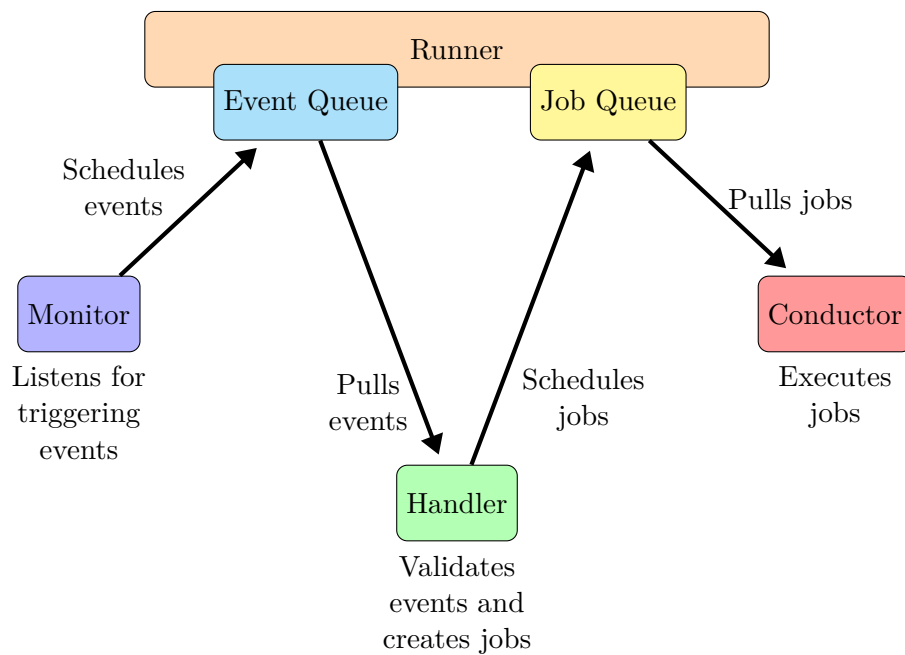 Runner
Event Queue
Job Queue
Schedules
events
Pulls jobs
Monitor
Conductor
Listens for
triggering
events
Pulls
events
Schedules
jobs
Executes
jobs
Handler
Validates
events and
creates jobs